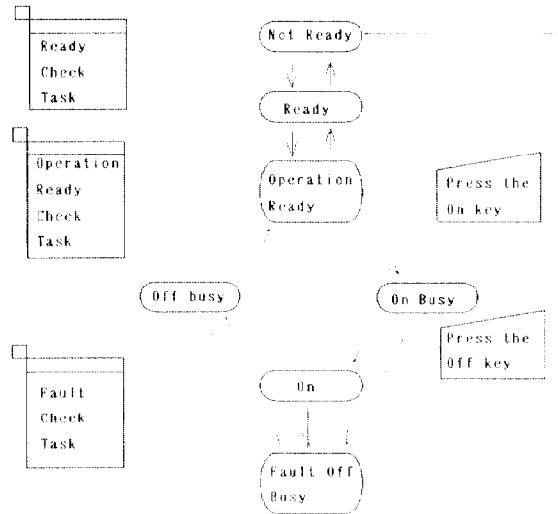 Ready
Check
Task
Not Ready
Ready
Operation
Ready
Check
Task
Operation
Ready
Press the
On key
Off busy
On Busy
Press the
Off key
Fault
Check
Task
On
Fault Off
Busy